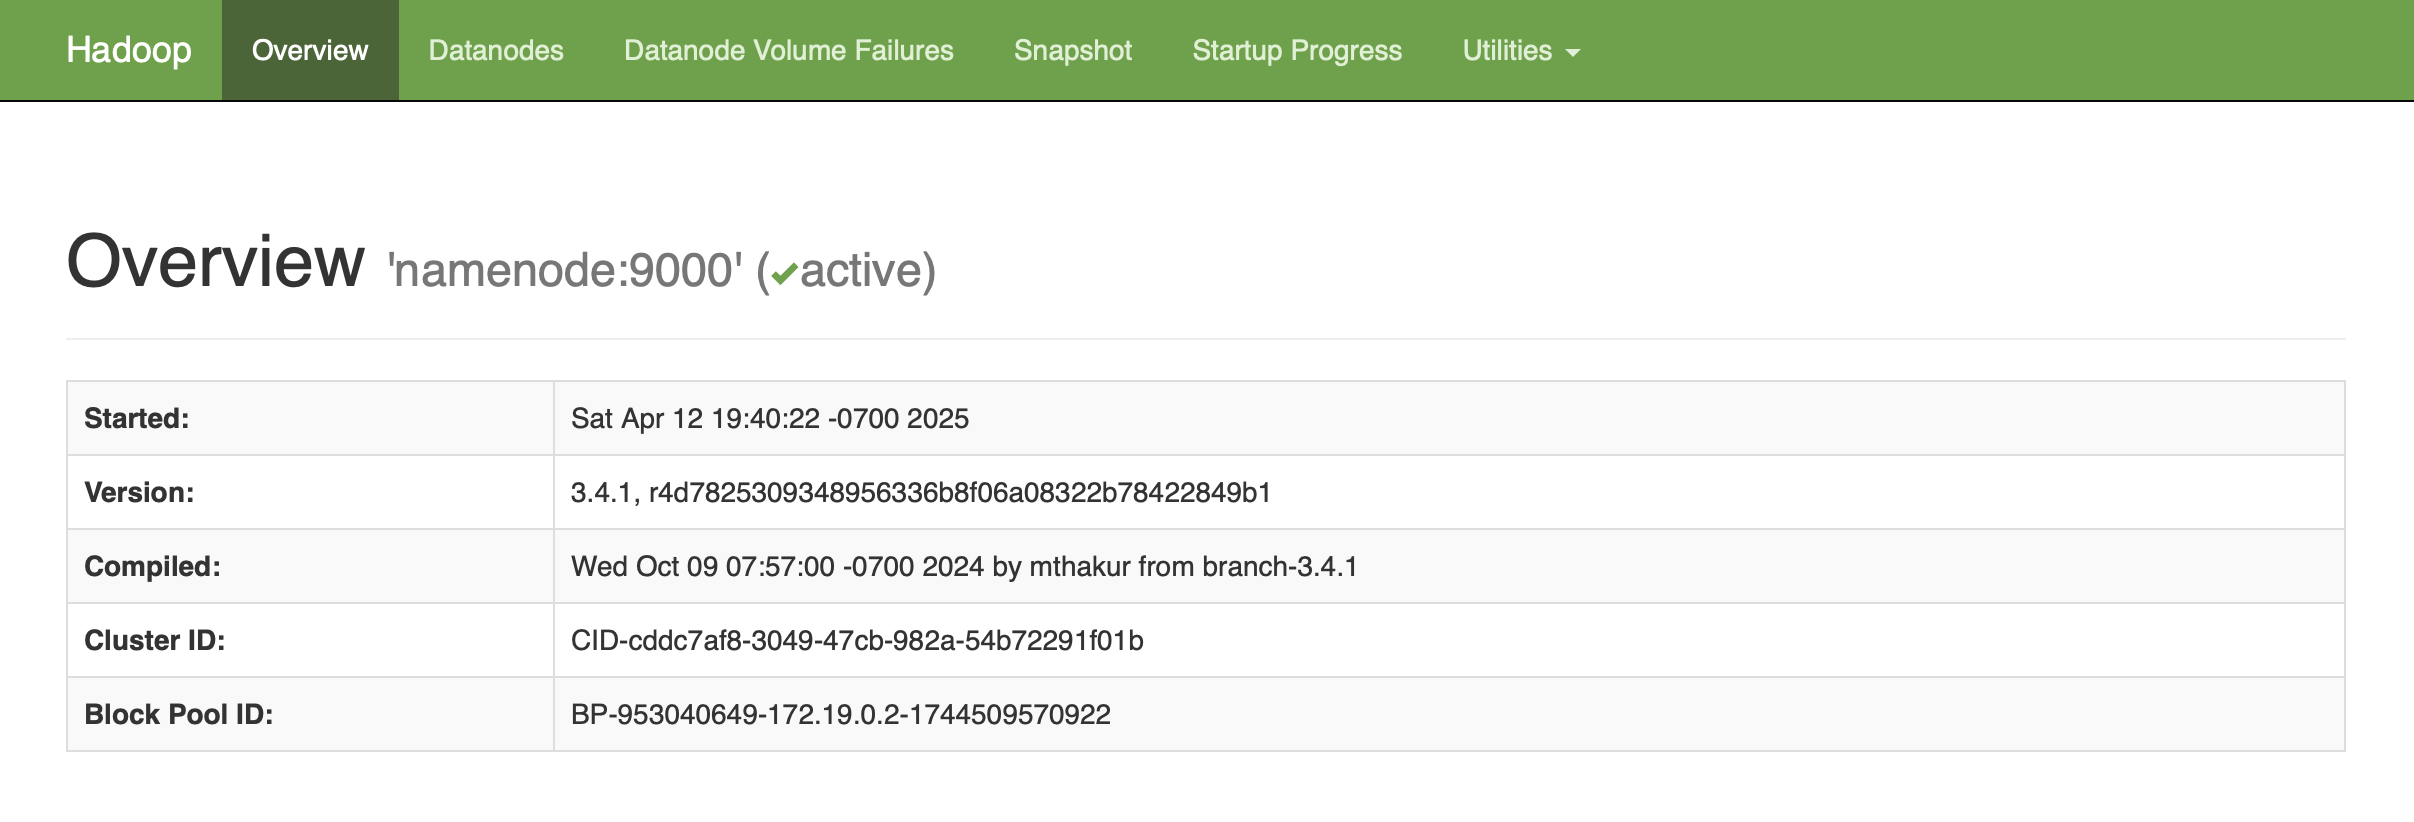 Hadoop Overview Datanodes Datanode Volume Failures Snapshot Startup Progress Utilities
Overview 'namenode:9000' (✔active)
Started: Sat Apr 12 19:40:22 -0700 2025
Version: 3.4.1, r4d7825309348956336b8f06a08322b78422849b1
Compiled: Wed Oct 09 07:57:00 -0700 2024 by mthakur from branch-3.4.1
Cluster ID: CID-cddc7af8-3049-47cb-982a-54b72291f01b
Block Pool ID: BP-953040649-172.19.0.2-1744509570922